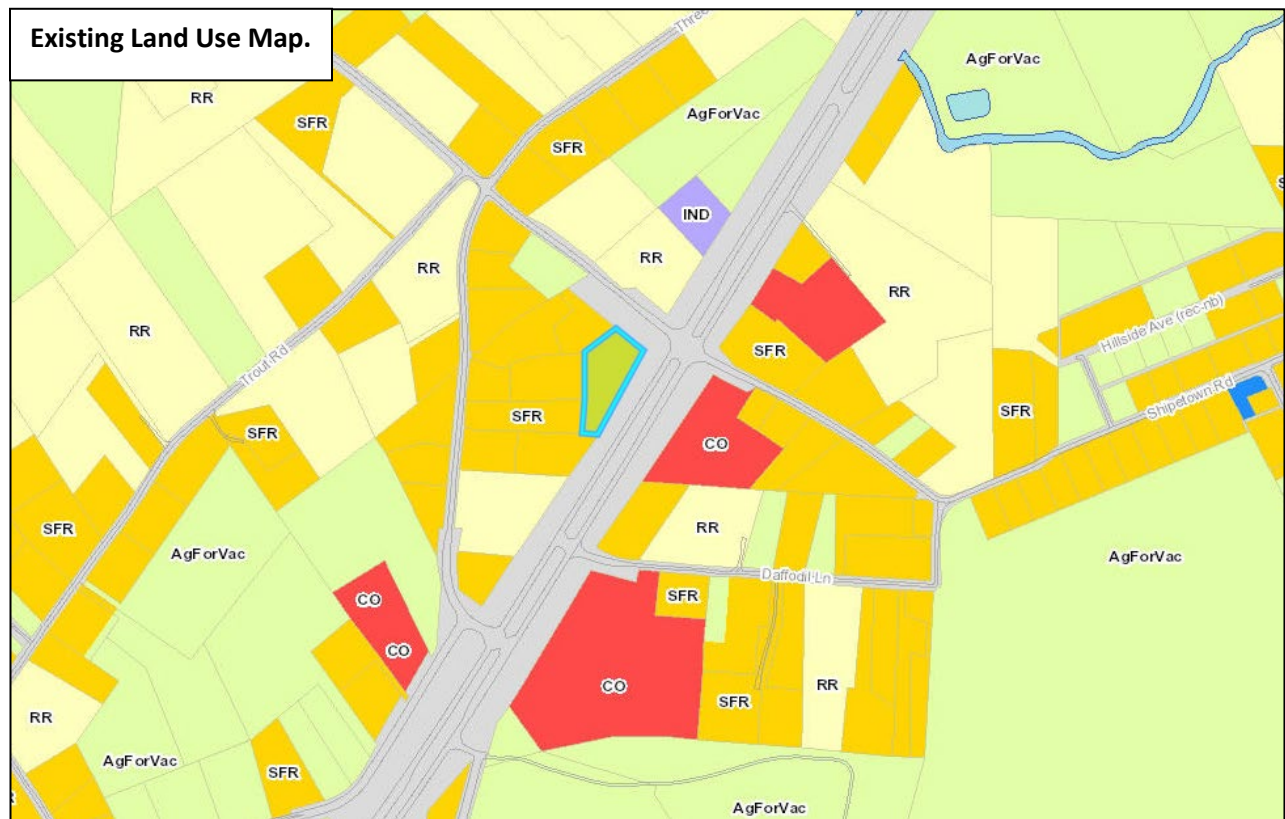 Existing Land Use Map.
Three
AgForVac
RR
SFR
AgForVac
SFR
IND
RR
RR
RR
RR
Hillside Ave (rec-nb)
SFR
Trout Rd
Shipetown Rd
SFR
SFR
SFR
CO
SFR
RR
AgForVac
AgForVac
Daffodil Ln
SFR
CO
CO
CO
SFR
RR
RR
AgForVac
SFR
AgForVac